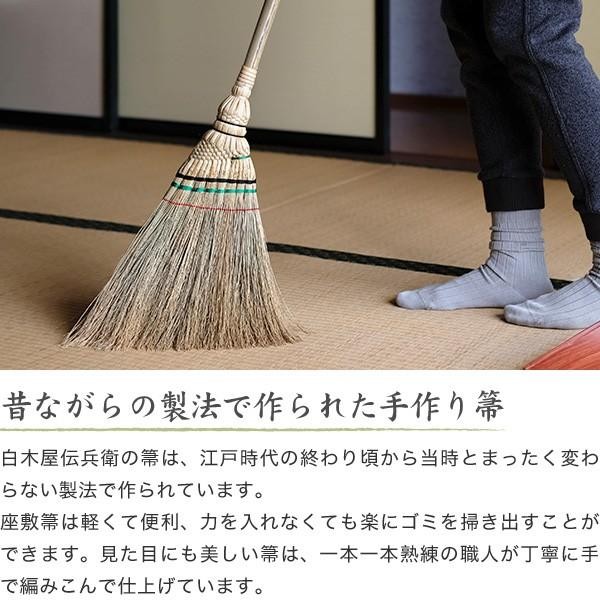 昔ながらの製法で作られた手作り箒
白木屋伝兵衛の箒は、江戸時代の終わり頃から当時とまったく変わ
らない製法で作られています。
座敷箒は軽くて便利、力を入れなくても楽にゴミを掃き出すことが
できます。見た目にも美しい箒は、一本一本熟練の職人が丁寧に手
で編みこんで仕上げています。